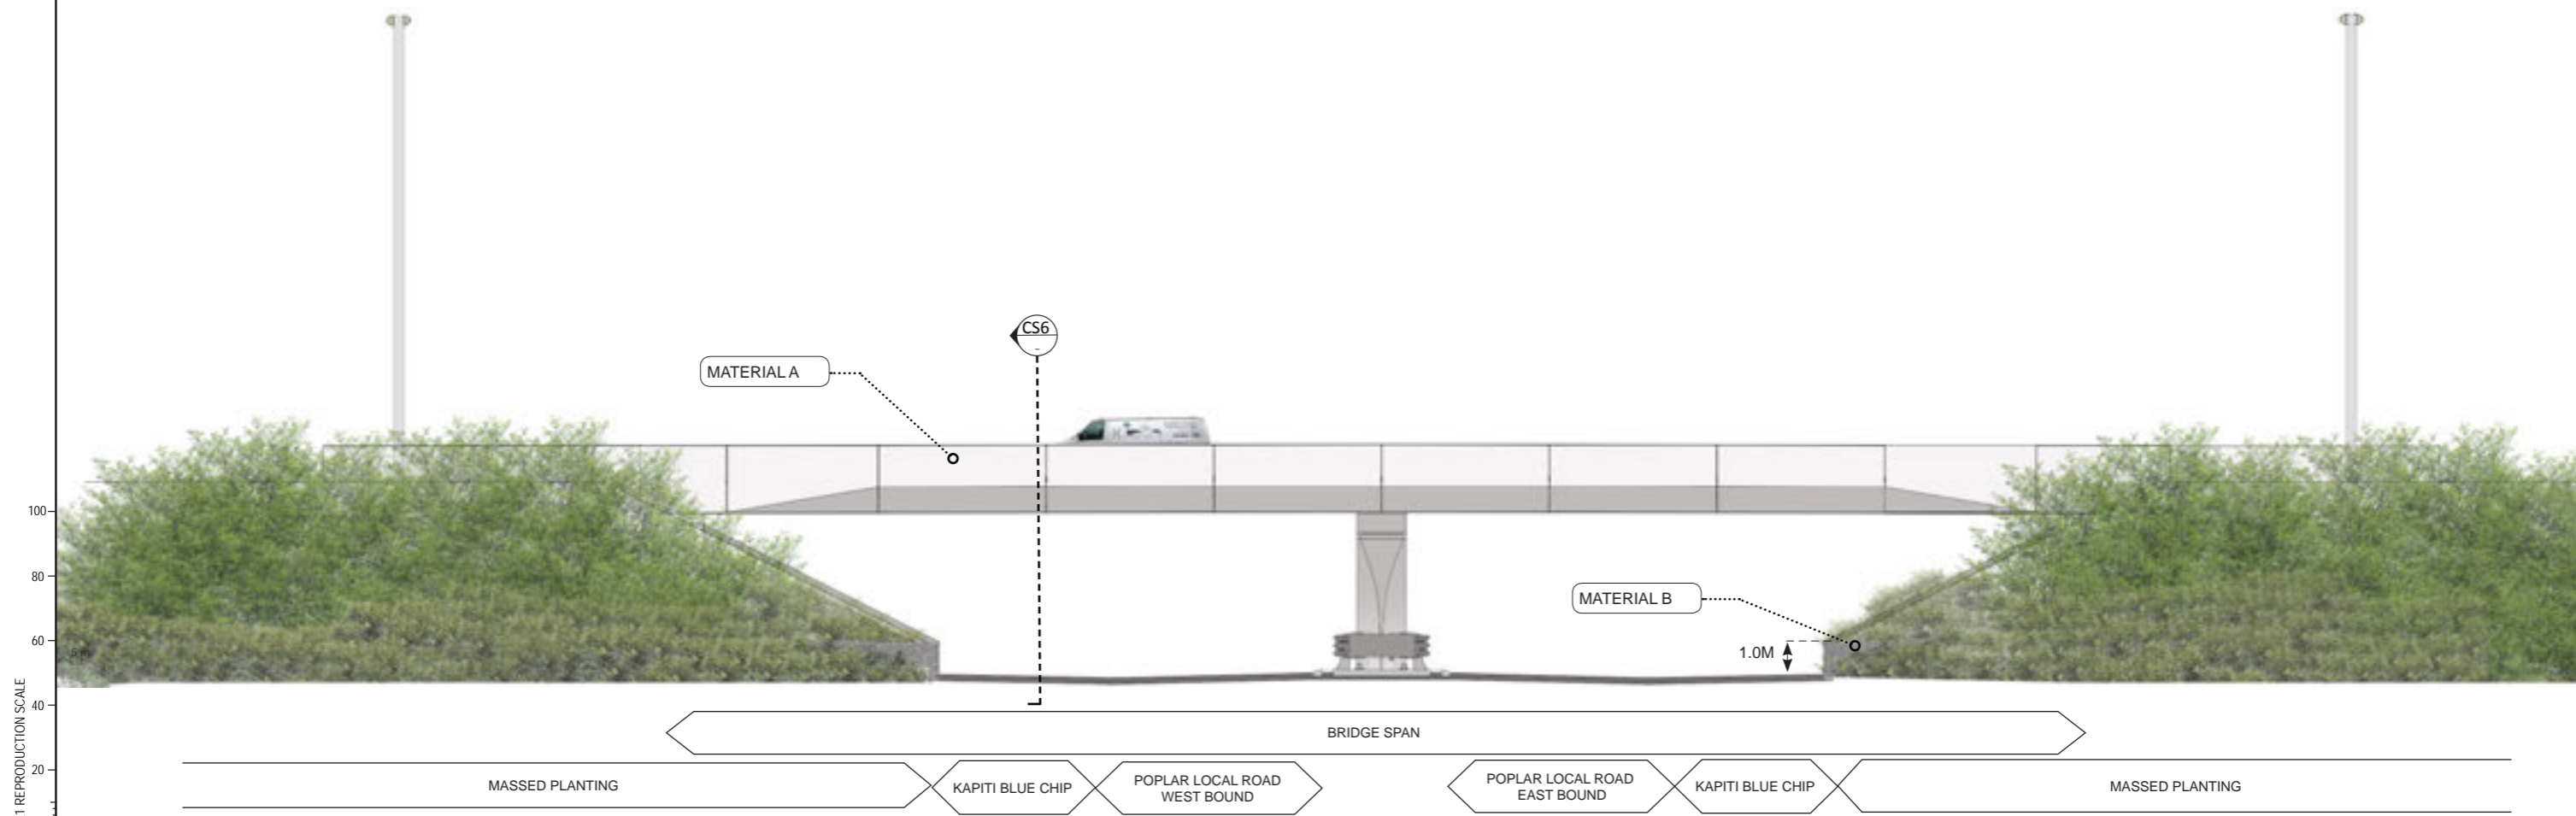 CS6
-
MATERIAL A
MATERIAL B
1.0M
100
80
60
40
20
1 REPRODUCTION SCALE
BRIDGE SPAN
MASSED PLANTING
KAPITI BLUE CHIP
POPLAR LOCAL ROAD
WEST BOUND
POPLAR LOCAL ROAD
EAST BOUND
KAPITI BLUE CHIP
MASSED PLANTING